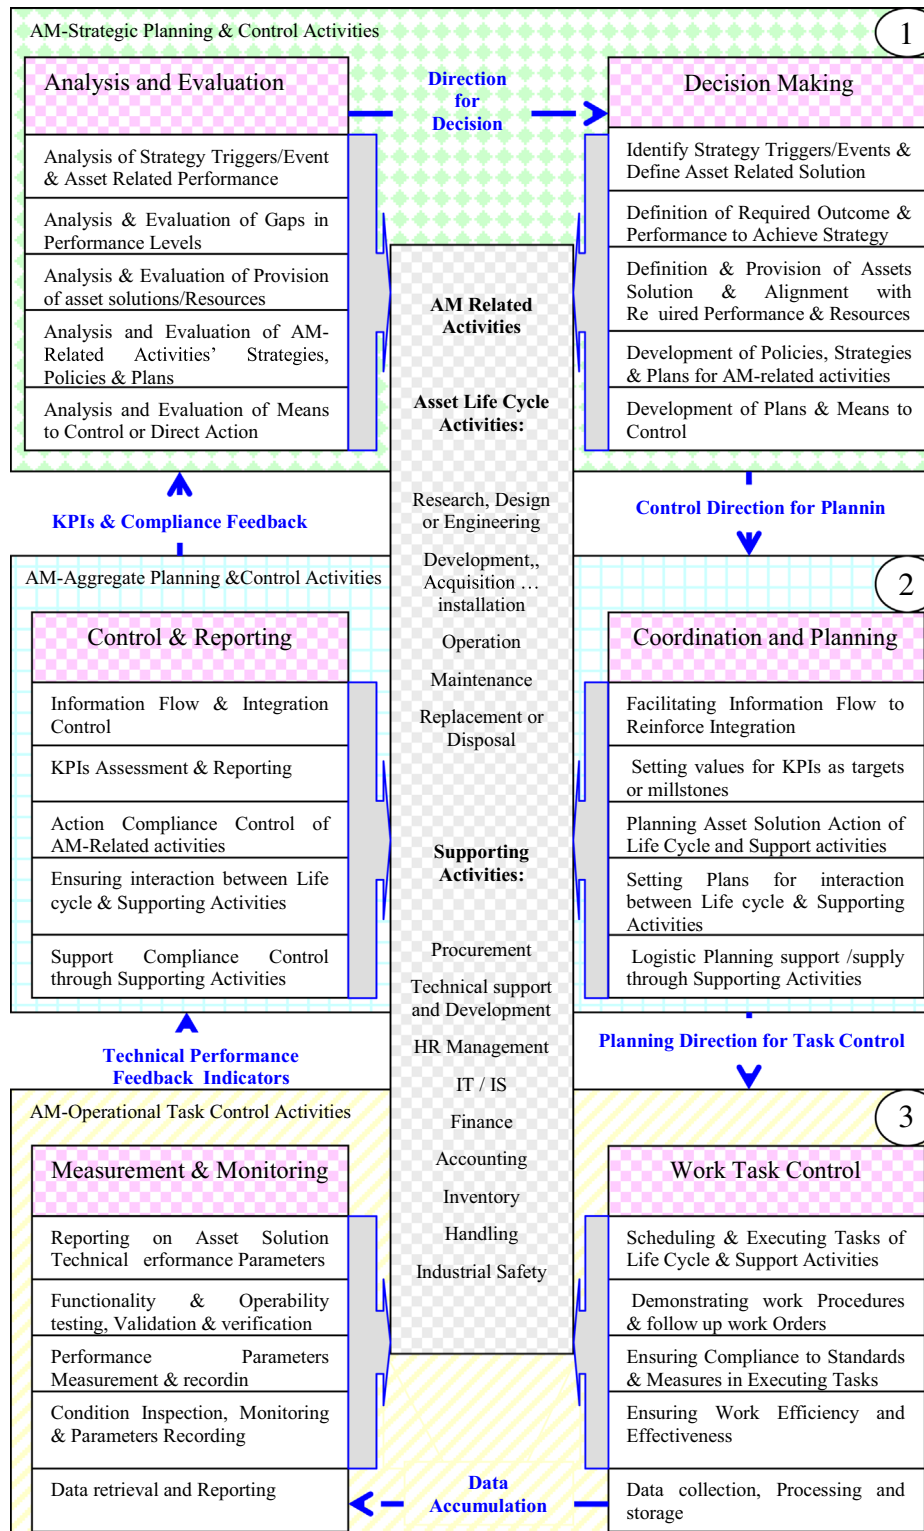 AM-Strategic Planning & Control Activities
1
Analysis and Evaluation
Direction
for
Decision
Decision Making
Analysis of Strategy Triggers/Event
& Asset Related Performance
Analysis & Evaluation of Gaps in
Performance Levels
Analysis & Evaluation of Provision
of asset solutions/Resources
Analysis and Evaluation of AM-
Related Activities' Strategies,
Policies & Plans
Analysis and Evaluation of Means
to Control or Direct Action
Identify Strategy Triggers/Events &
Define Asset Related Solution
Definition of Required Outcome &
Performance to Achieve Strategy
Definition & Provision of Assets
Solution & Alignment with
Re uired Performance & Resources
Development of Policies, Strategies
& Plans for AM-related activities
Development of Plans & Means to
Control
AM Related
Activities
Asset Life Cycle
Activities:
Research, Design
or Engineering
Development,,
Acquisition …
installation
Operation
Maintenance
Replacement or
Disposal
Supporting
Activities:
Procurement
Technical support
and Development
HR Management
IT / IS
Finance
Accounting
Inventory
Handling
Industrial Safety
KPIs & Compliance Feedback
Control Direction for Plannin
AM-Aggregate Planning &Control Activities
2
Control & Reporting
Information Flow & Integration
Control
KPIs Assessment & Reporting
Action Compliance Control of
AM-Related activities
Ensuring interaction between Life
cycle & Supporting Activities
Support Compliance Control
through Supporting Activities
Coordination and Planning
Facilitating Information Flow to
Reinforce Integration
Setting values for KPIs as targets
or millstones
Planning Asset Solution Action of
Life Cycle and Support activities
Setting Plans for interaction
between Life cycle & Supporting
Activities
Logistic Planning support /supply
through Supporting Activities
Technical Performance
Feedback Indicators
Planning Direction for Task Control
AM-Operational Task Control Activities
3
Measurement & Monitoring
Reporting on Asset Solution
Technical erformance Parameters
Functionality & Operability
testing, Validation & verification
Performance Parameters
Measurement & recordin
Condition Inspection, Monitoring
& Parameters Recording
Data retrieval and Reporting
Work Task Control
Scheduling & Executing Tasks of
Life Cycle & Support Activities
Demonstrating work Procedures
& follow up work Orders
Ensuring Compliance to Standards
& Measures in Executing Tasks
Ensuring Work Efficiency and
Effectiveness
Data collection, Processing and
storage
Data
Accumulation